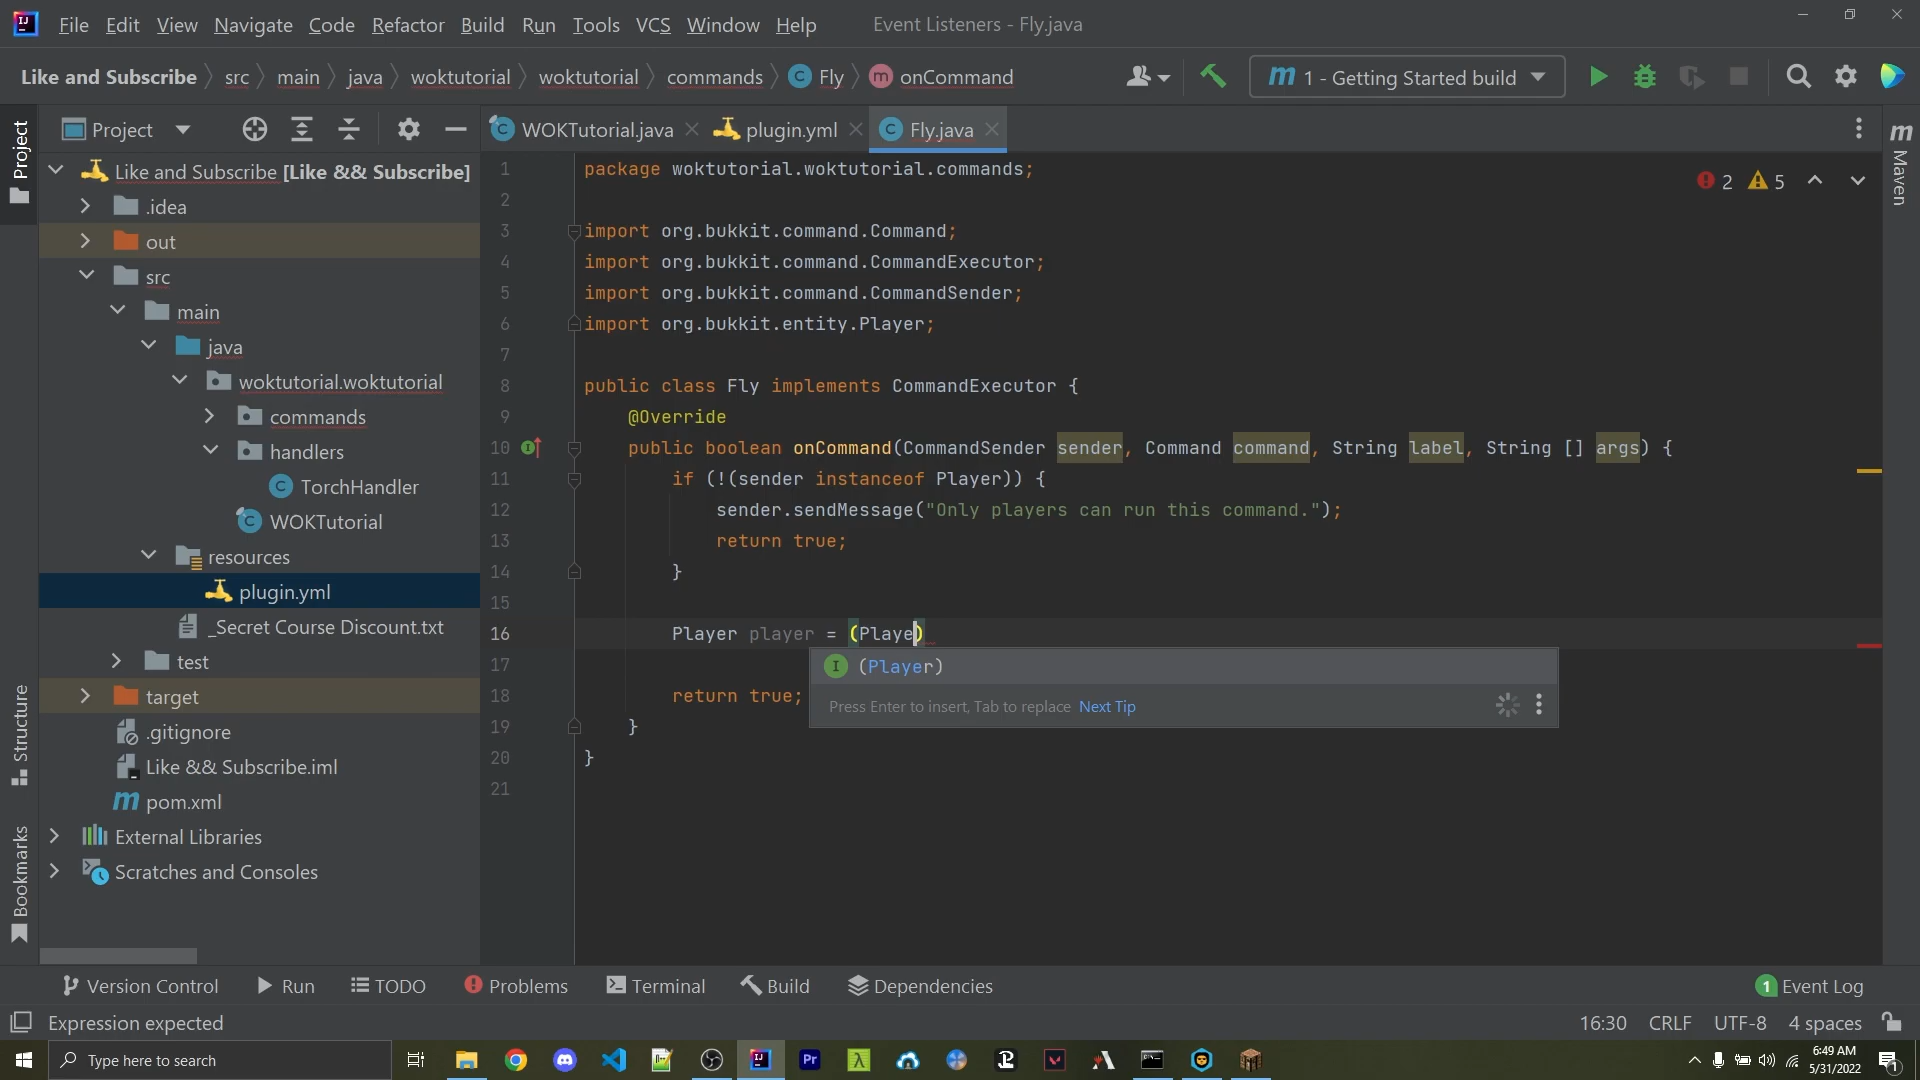 File Edit View Navigate Code Refactor Build Run Tools VCS Window Help Event Listeners - Fly.java
Like and Subscribe src main java woktutorial woktutorial commands Fly onCommand 1 - Getting Started build
Project
WOKTutorial.java plugin.yml Fly.java
Project
Structure
Bookmarks
Like and Subscribe [Like && Subscribe]
.idea
out
src
main
java
woktutorial.woktutorial
commands
handlers
TorchHandler
WOKTutorial
resources
plugin.yml
_Secret Course Discount.txt
test
target
.gitignore
Like && Subscribe.iml
pom.xml
External Libraries
Scratches and Consoles
1 package woktutorial.woktutorial.commands;
2
3 import org.bukkit.command.Command;
4 import org.bukkit.command.CommandExecutor;
5 import org.bukkit.command.CommandSender;
6 import org.bukkit.entity.Player;
7
8 public class Fly implements CommandExecutor {
9 @Override
10 public boolean onCommand(CommandSender sender, Command command, String label, String [] args) {
11 if (!(sender instanceof Player)) {
12 sender.sendMessage("Only players can run this command.");
13 return true;
14 }
15
16 Player player = (Playe)
17
18 return true;
19 }
20 }
21
(Player)
Press Enter to insert, Tab to replace Next Tip
2 5
Maven
Version Control Run TODO Problems Terminal Build Dependencies 1 Event Log
Expression expected 16:30 CRLF UTF-8 4 spaces
Type here to search
6:49 AM
5/31/2022
1